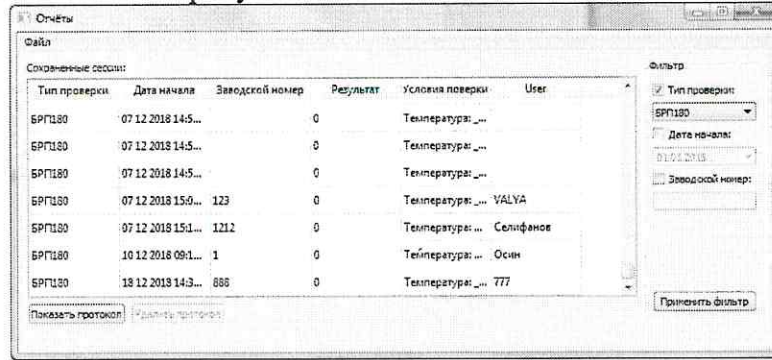 Отчёты
Файл
Сохраненные сессии:
Тип проверки Дата начала Заводской номер Результат Условия поверки User
БРП180 07 12 2018 14:5... 0 Температура: _...
БРП180 07 12 2018 14:5... 0 Температура: _...
БРП180 07 12 2018 14:5... 0 Температура: _...
БРП180 07 12 2018 15:0... 123 0 Температура: _... VALYA
БРП180 07 12 2018 15:1... 1212 0 Температура: ... Селифанов
БРП180 10 12 2018 09:1... 1 0 Температура: ... Осин
БРП180 18 12 2018 14:3... 888 0 Температура: _... 777
Показать протокол Удалить протокол
Фильтр
Тип проверки:
БРП180
Дата начала:
Заводской номер:
Применить фильтр